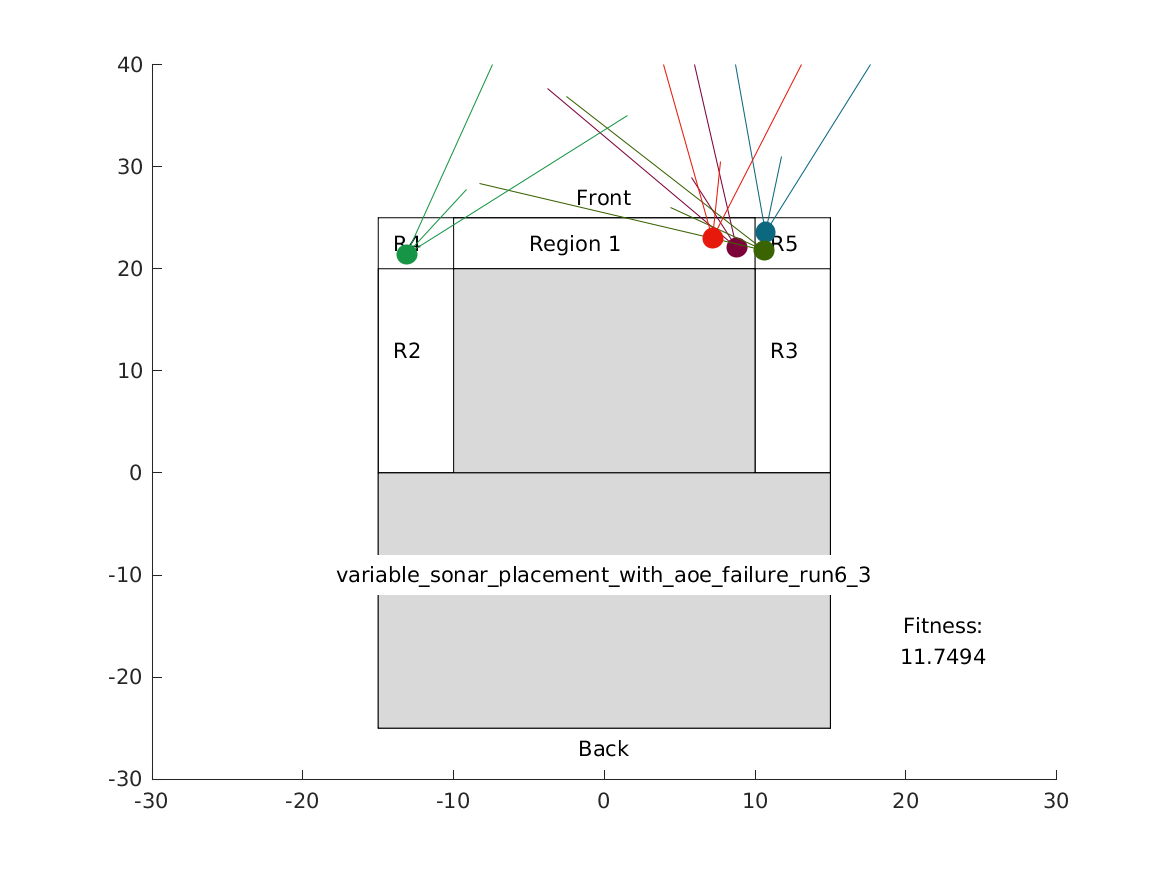 40
30
20
10
0
-10
-20
-30
-30
-20
-10
0
10
20
30
Front
R4
Region 1
R5
R2
R3
variable_sonar_placement_with_aoe_failure_run6_3
Fitness:
11.7494
Back